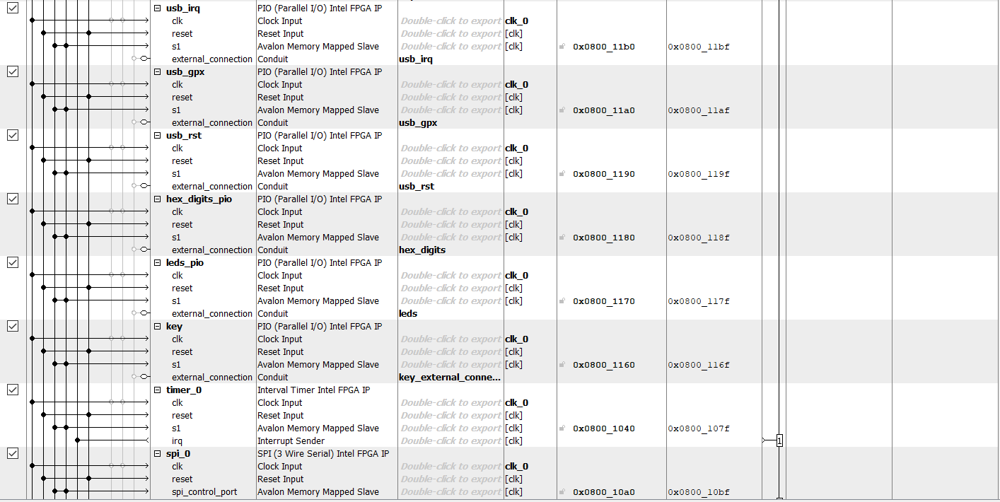 usb_irq PIO (Parallel I/O) Intel FPGA IP
clk Clock Input Double-click to export clk_0
reset Reset Input Double-click to export [clk]
s1 Avalon Memory Mapped Slave Double-click to export [clk] 0x0800_11b0 0x0800_11bf
external_connection Conduit usb_irq
usb_gpx PIO (Parallel I/O) Intel FPGA IP
clk Clock Input Double-click to export clk_0
reset Reset Input Double-click to export [clk]
s1 Avalon Memory Mapped Slave Double-click to export [clk] 0x0800_11a0 0x0800_11af
external_connection Conduit usb_gpx
usb_rst PIO (Parallel I/O) Intel FPGA IP
clk Clock Input Double-click to export clk_0
reset Reset Input Double-click to export [clk]
s1 Avalon Memory Mapped Slave Double-click to export [clk] 0x0800_1190 0x0800_119f
external_connection Conduit usb_rst
hex_digits_pio PIO (Parallel I/O) Intel FPGA IP
clk Clock Input Double-click to export clk_0
reset Reset Input Double-click to export [clk]
s1 Avalon Memory Mapped Slave Double-click to export [clk] 0x0800_1180 0x0800_118f
external_connection Conduit hex_digits
leds_pio PIO (Parallel I/O) Intel FPGA IP
clk Clock Input Double-click to export clk_0
reset Reset Input Double-click to export [clk]
s1 Avalon Memory Mapped Slave Double-click to export [clk] 0x0800_1170 0x0800_117f
external_connection Conduit leds
key PIO (Parallel I/O) Intel FPGA IP
clk Clock Input Double-click to export clk_0
reset Reset Input Double-click to export [clk]
s1 Avalon Memory Mapped Slave Double-click to export [clk] 0x0800_1160 0x0800_116f
external_connection Conduit key_external_conne...
timer_0 Interval Timer Intel FPGA IP
clk Clock Input Double-click to export clk_0
reset Reset Input Double-click to export [clk]
s1 Avalon Memory Mapped Slave Double-click to export [clk] 0x0800_1040 0x0800_107f
irq Interrupt Sender Double-click to export [clk] 1
spi_0 SPI (3 Wire Serial) Intel FPGA IP
clk Clock Input Double-click to export clk_0
reset Reset Input Double-click to export [clk]
spi_control_port Avalon Memory Mapped Slave Double-click to export [clk] 0x0800_10a0 0x0800_10bf